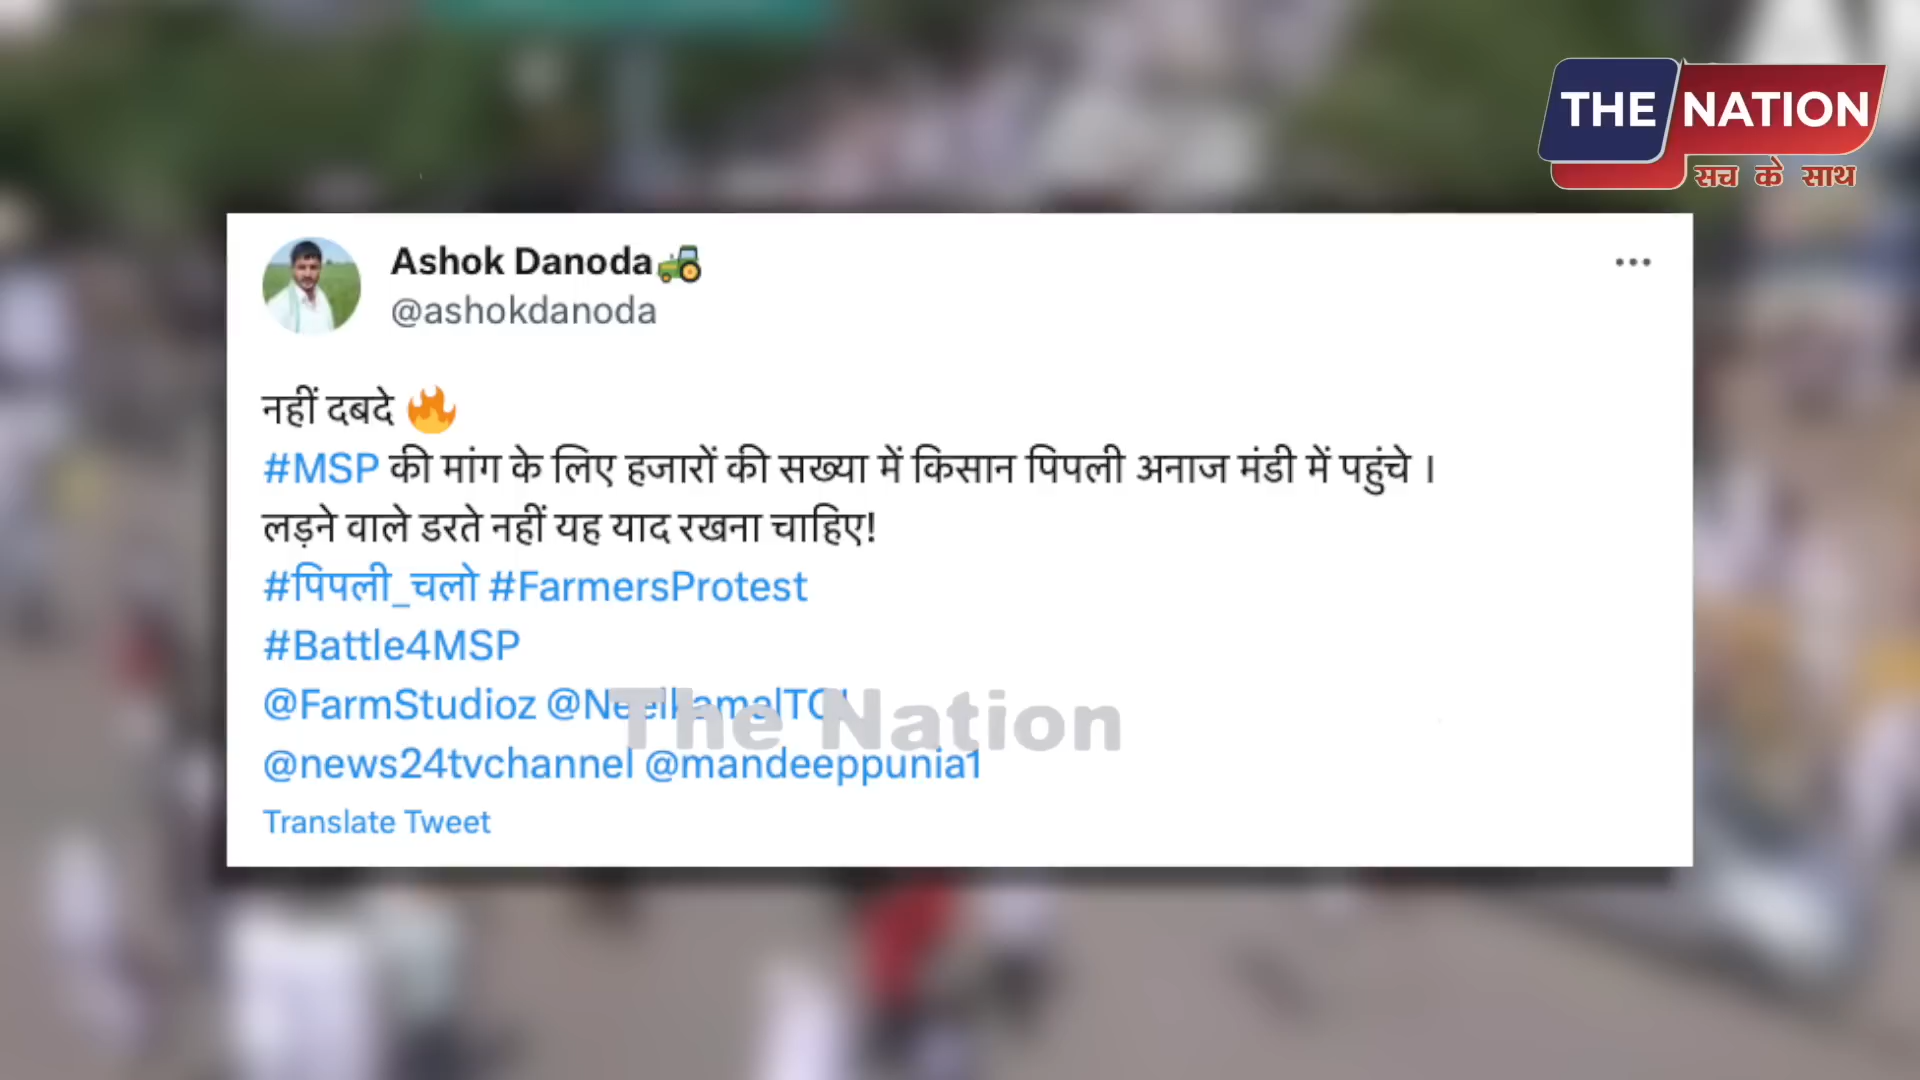 THE NATION
सच के साथ
Ashok Danoda🚜
@ashokdanoda
नहीं दबदे 🔥
#MSP की मांग के लिए हजारों की सख्या में किसान पिपली अनाज मंडी में पहुंचे ।
लड़ने वाले डरते नहीं यह याद रखना चाहिए!
#पिपली_चलो #FarmersProtest
#Battle4MSP
@FarmStudioz
The Nation
@news24tvchannel @mandeeppunia1
Translate Tweet